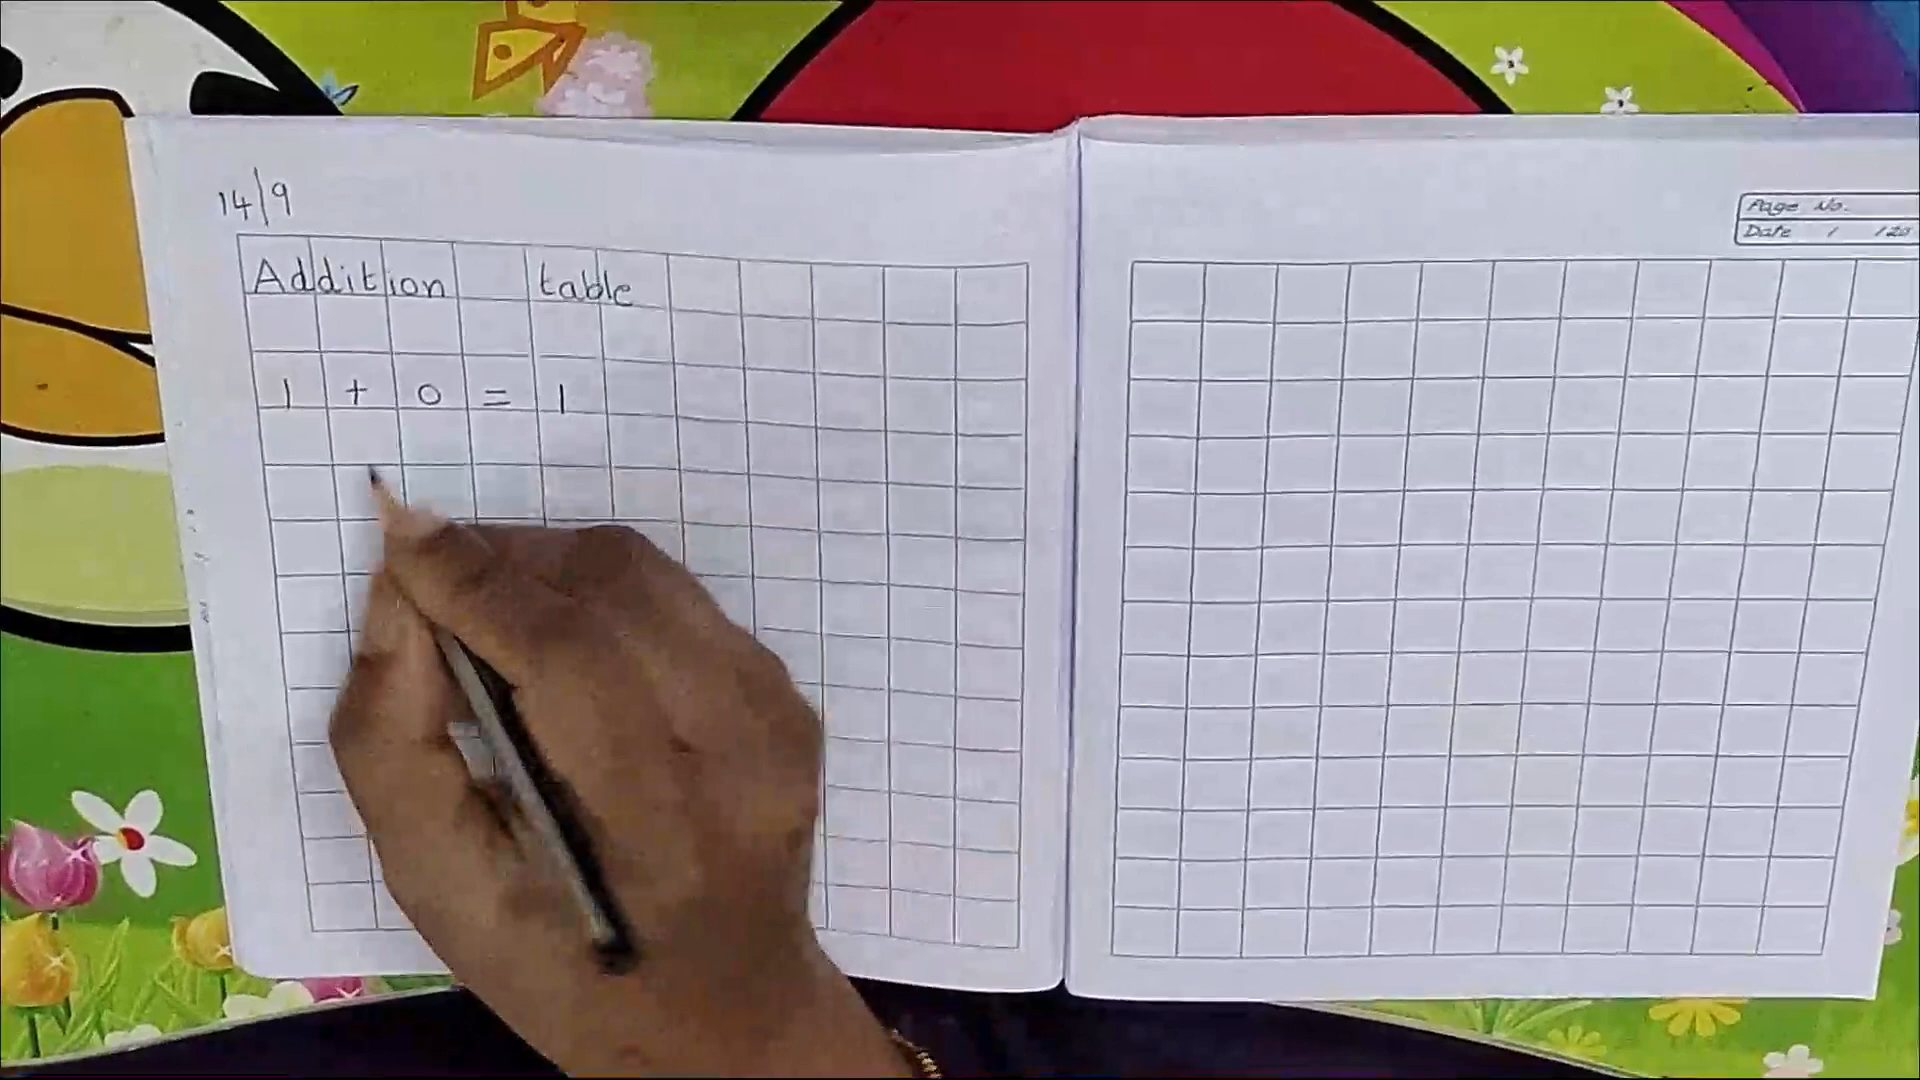 14/9
Addition table
1 + 0 = 1
Page No.
Date / /20